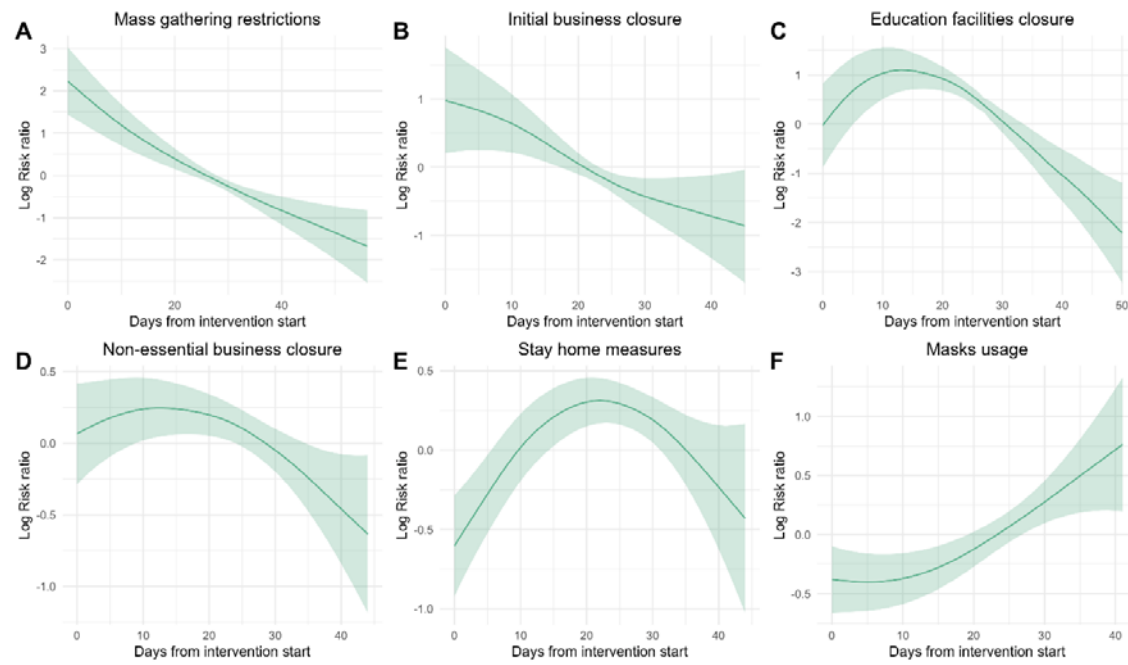 A Mass gathering restrictions
3
2
1
0
-1
-2
Log Risk ratio
0 20 40
Days from intervention start
B Initial business closure
1
0
-1
Log Risk ratio
0 10 20 30 40
Days from intervention start
C Education facilities closure
1
0
-1
-2
-3
Log Risk ratio
0 10 20 30 40 50
Days from intervention start
D Non-essential business closure
0.5
0.0
-0.5
-1.0
Log Risk ratio
0 10 20 30 40
Days from intervention start
E Stay home measures
0.5
0.0
-0.5
-1.0
Log Risk ratio
0 10 20 30 40
Days from intervention start
F Masks usage
1.0
0.5
0.0
-0.5
Log Risk ratio
0 10 20 30 40
Days from intervention start